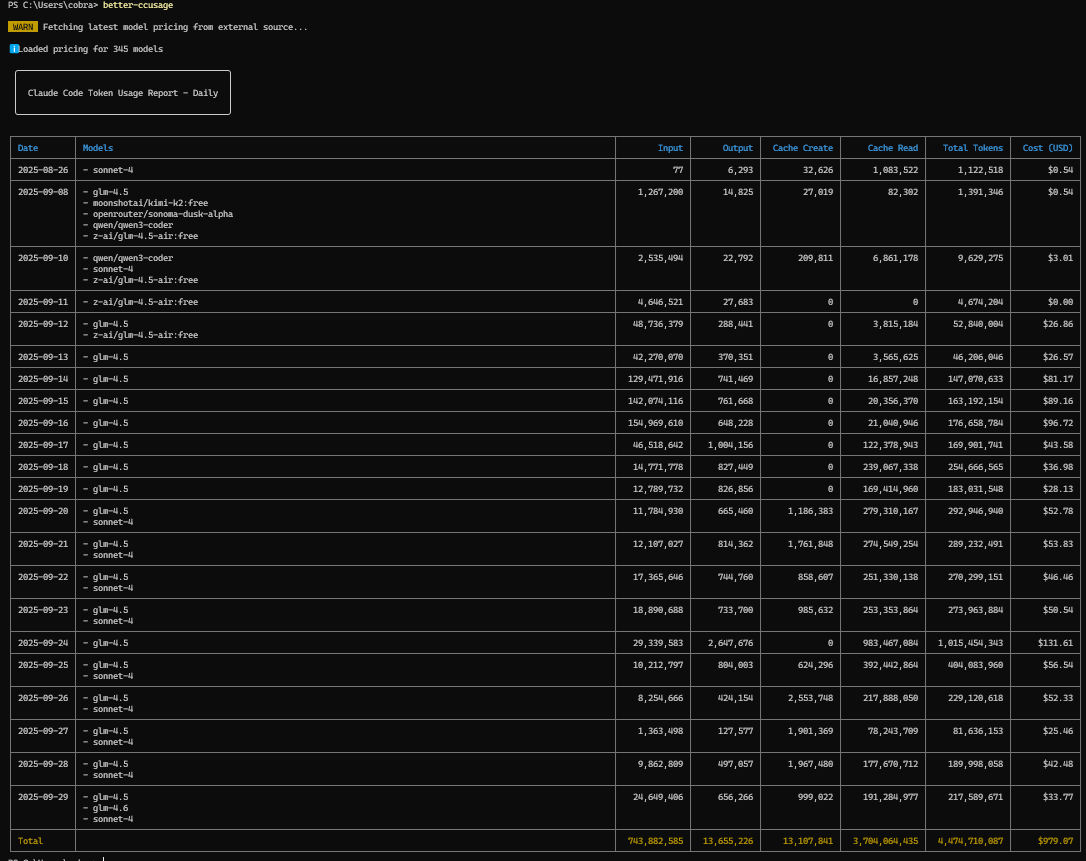 PS C:\Users\cobra> better-ccusage
WARN Fetching latest model pricing from external source...
i Loaded pricing for 345 models
Claude Code Token Usage Report - Daily
Date Models Input Output Cache Create Cache Read Total Tokens Cost (USD)
2025-08-26 - sonnet-4 77 6,293 32,626 1,083,522 1,122,518 $0.54
2025-09-08 - glm-4.5 1,267,200 14,825 27,019 82,302 1,391,346 $0.54
- moonshotai/kimi-k2:free
- openrouter/sonoma-dusk-alpha
- qwen/qwen3-coder
- z-ai/glm-4.5-air:free
2025-09-10 - qwen/qwen3-coder 2,535,494 22,792 209,811 6,861,178 9,629,275 $3.01
- sonnet-4
- z-ai/glm-4.5-air:free
2025-09-11 - z-ai/glm-4.5-air:free 4,646,521 27,683 0 0 4,674,204 $0.00
2025-09-12 - glm-4.5 48,736,379 288,441 0 3,815,184 52,840,004 $26.86
- z-ai/glm-4.5-air:free
2025-09-13 - glm-4.5 42,270,070 370,351 0 3,565,625 46,206,046 $26.57
2025-09-14 - glm-4.5 129,471,916 741,469 0 16,857,248 147,070,633 $81.17
2025-09-15 - glm-4.5 142,074,116 761,668 0 20,356,370 163,192,154 $89.16
2025-09-16 - glm-4.5 154,969,610 648,228 0 21,040,946 176,658,784 $96.72
2025-09-17 - glm-4.5 46,518,642 1,004,156 0 122,378,943 169,901,741 $43.58
2025-09-18 - glm-4.5 14,771,778 827,449 0 239,067,338 254,666,565 $36.98
2025-09-19 - glm-4.5 12,789,732 826,856 0 169,414,960 183,031,548 $28.13
2025-09-20 - glm-4.5 11,784,930 665,460 1,186,383 279,310,167 292,946,940 $52.78
- sonnet-4
2025-09-21 - glm-4.5 12,107,027 814,362 1,761,848 274,549,254 289,232,491 $53.83
- sonnet-4
2025-09-22 - glm-4.5 17,365,646 744,760 858,607 251,330,138 270,299,151 $46.46
- sonnet-4
2025-09-23 - glm-4.5 18,890,688 733,700 985,632 253,353,864 273,963,884 $50.54
- sonnet-4
2025-09-24 - glm-4.5 29,339,583 2,647,676 0 983,467,084 1,015,454,343 $131.61
2025-09-25 - glm-4.5 10,212,797 804,003 624,296 392,442,864 404,083,960 $56.54
- sonnet-4
2025-09-26 - glm-4.5 8,254,666 424,154 2,553,748 217,888,050 229,120,618 $52.33
- sonnet-4
2025-09-27 - glm-4.5 1,363,498 127,577 1,901,369 78,243,709 81,636,153 $25.46
- sonnet-4
2025-09-28 - glm-4.5 9,862,809 497,057 1,967,480 177,670,712 189,998,058 $42.48
- sonnet-4
2025-09-29 - glm-4.5 24,649,406 656,266 999,022 191,284,977 217,589,671 $33.77
- glm-4.6
- sonnet-4
Total 743,882,585 13,655,226 13,107,841 3,704,064,435 4,474,710,087 $979.07